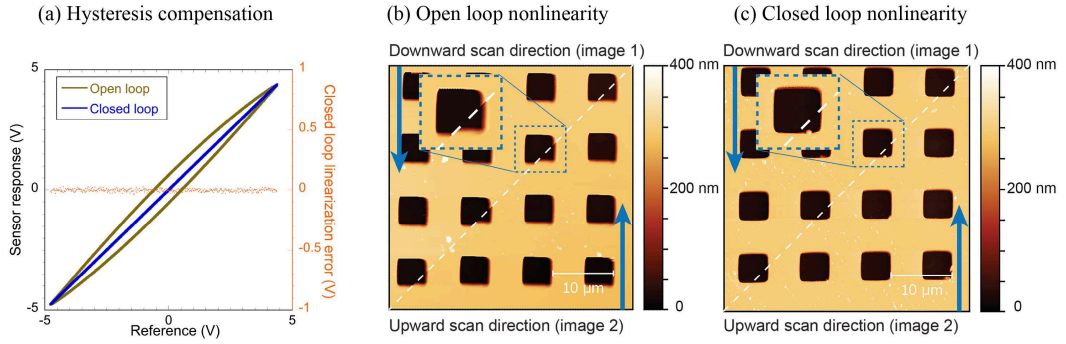 (a) Hysteresis compensation
(b) Open loop nonlinearity
(c) Closed loop nonlinearity
5
0
-5
Sensor response (V)
Open loop
Closed loop
1
0.5
0
-0.5
-1
Closed loop linearization error (V)
-5
0
5
Reference (V)
Downward scan direction (image 1)
400 nm
200 nm
0
10 μm
Upward scan direction (image 2)
Downward scan direction (image 1)
400 nm
200 nm
0
10 μm
Upward scan direction (image 2)